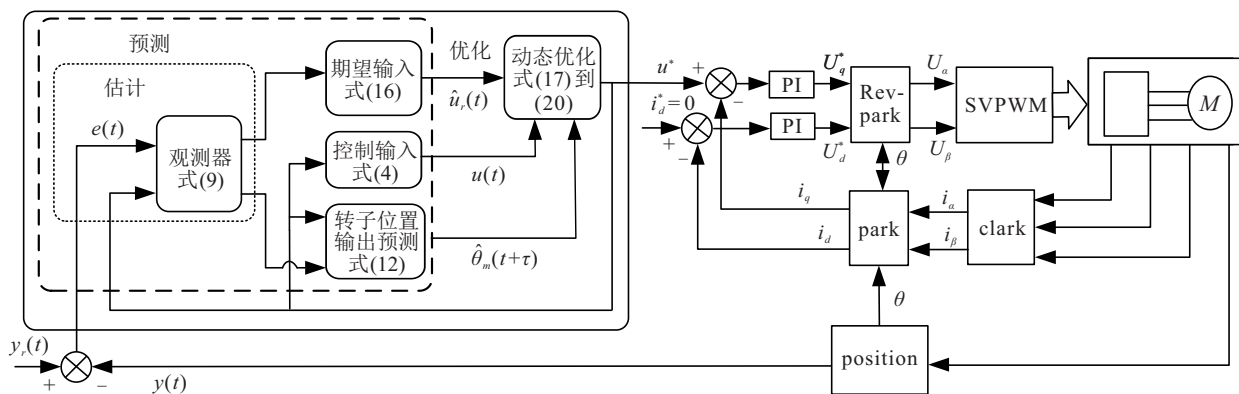 预测
估计
e(t)
观测器
式(9)
期望输入
式(16)
控制输入
式(4)
转子位置
输出预测
式(12)
优化
û_r(t)
u(t)
θ̂_m(t+τ)
动态优化
式(17)到
(20)
u*
+
−
i_d*=0
+
−
PI
PI
U_q*
U_d*
Rev-
park
U_α
U_β
SVPWM
M
θ
i_q
i_d
park
i_α
i_β
clark
θ
position
y_r(t)
+
−
y(t)